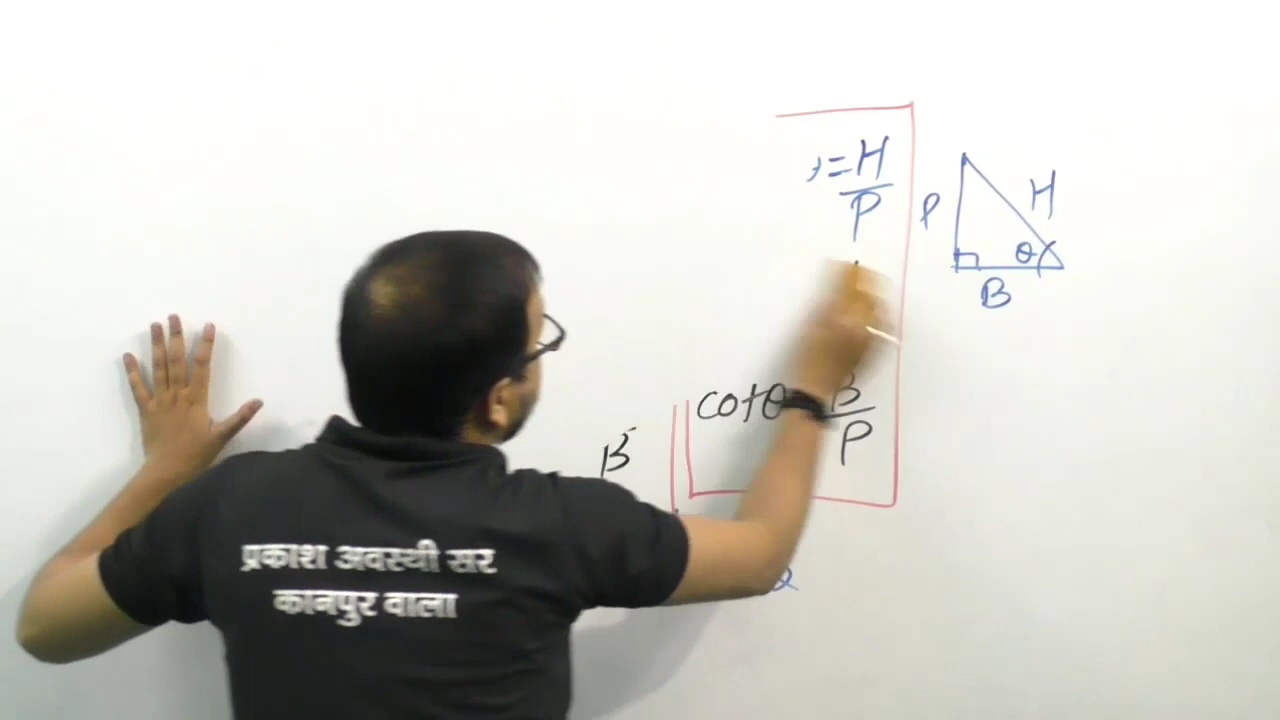 = H
P
P
H
θ
B
cotθ B
P
B
प्रकाश अवस्थी सर
कानपुर वाला